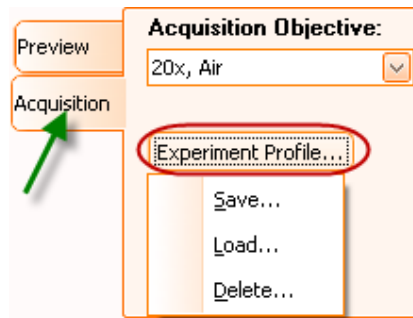 Preview
Acquisition
Acquisition Objective:
20x, Air
Experiment Profile...
Save...
Load...
Delete...